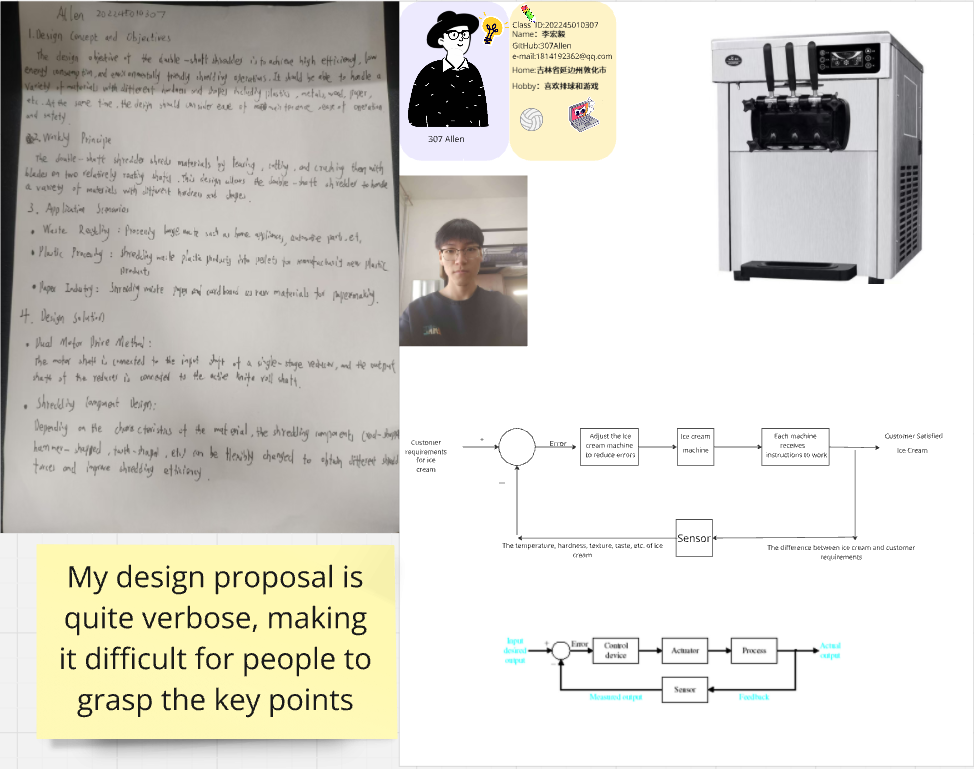 Allen 202245010307
1. Design Concept and Objectives
The design objective of the double-shaft shredder is to achieve high efficiency, low
energy consumption, and environmentally friendly shredding operations. It should be able to handle a
variety of materials with different hardness and shapes including plastics, metals, wood, paper,
etc. At the same time, the design should consider ease of maintenance, ease of operation
and safety.
2. Working Principle
The double-shaft shredder shreds materials by tearing, cutting, and crushing them with
blades on two relatively rotating shafts. This design allows the double-shaft shredder to handle
a variety of materials with different hardness and shapes.
3. Application Scenarios
• Waste Recycling : Processing large waste such as home appliances, automotive parts, etc.
• Plastic Processing : Shredding waste plastic products into pellets for manufacturing new plastic
products
• Paper Industry : Shredding waste paper and cardboard as raw materials for papermaking.
4. Design Solution
• Dual Motor Drive Method :
The motor shaft is connected to the input shaft of a single-stage reducer, and the output
shaft of the reducer is connected to the active knife roll shaft.
• Shredding Component Design:
Depending on the characteristics of the material, the shredding components
hammer-shaped, etc) can be flexibly changed to obtain different
forces and improve shredding efficiency.
My design proposal is
quite verbose, making
it difficult for people to
grasp the key points
307 Allen
Class ID:202245010307
Name: 李宏毅
GitHub:307Allen
e-mail:1814192362@qq.com
Home:吉林省延边州敦化市
Hobby: 喜欢排球和游戏
Customer
requirements
for ice
cream
+
—
Error
Adjust the ice
cream machine
to reduce errors
Ice cream
machine
Each machine
receives
instructions to work
Customer Satisfied
Ice Cream
Sensor
The temperature, hardness, texture, taste, etc. of ice
cream
The difference between ice cream and customer
requirements
Input
desired
output
+
Error
Control
device
Actuator
Process
Actual
output
Sensor
Measured output
Feedback